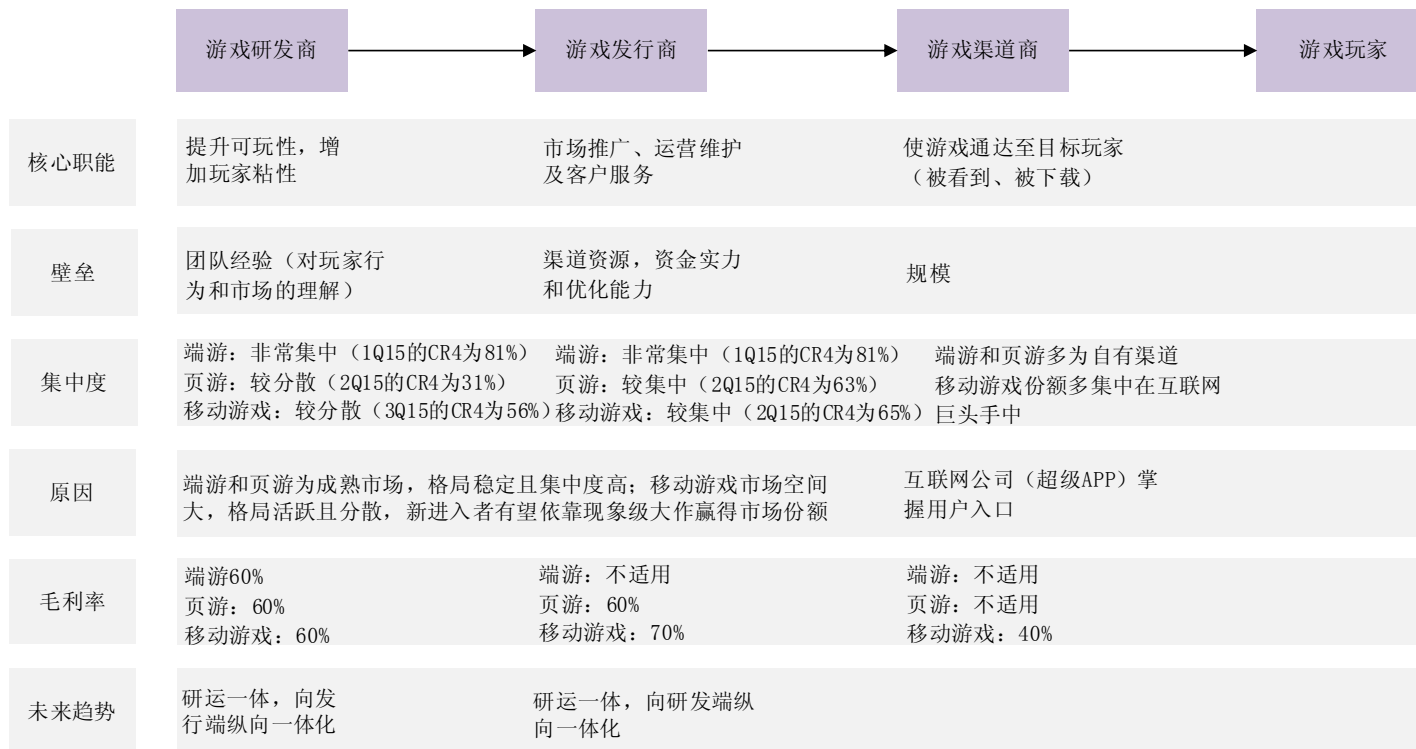 游戏研发商
游戏发行商
游戏渠道商
游戏玩家
核心职能
提升可玩性，增
加玩家粘性
市场推广、运营维护
及客户服务
使游戏通达至目标玩家
（被看到、被下载）
壁垒
团队经验（对玩家行
为和市场的理解）
渠道资源，资金实力
和优化能力
规模
集中度
端游：非常集中（1Q15的CR4为81%）
页游：较分散（2Q15的CR4为31%）
移动游戏：较分散（3Q15的CR4为56%）
端游：非常集中（1Q15的CR4为81%）
页游：较集中（2Q15的CR4为63%）
移动游戏：较集中（2Q15的CR4为65%）
端游和页游多为自有渠道
移动游戏份额多集中在互联网
巨头手中
原因
端游和页游为成熟市场，格局稳定且集中度高；移动游戏市场空间
大，格局活跃且分散，新进入者有望依靠现象级大作赢得市场份额
互联网公司（超级APP）掌
握用户入口
毛利率
端游60%
页游：60%
移动游戏：60%
端游：不适用
页游：60%
移动游戏：70%
端游：不适用
页游：不适用
移动游戏：40%
未来趋势
研运一体，向发
行端纵向一体化
研运一体，向研发端纵
向一体化